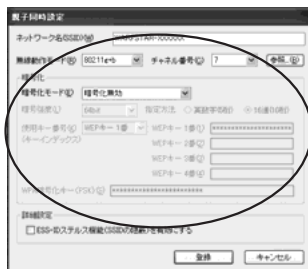 親子同時設定
ネットワーク名(SSID)(W) WARPSTAR-XXXXXX
無線動作モード(R) 802.11g+b チャネル番号(C) 7 参照...(B)
暗号化
暗号化モード(E) 暗号化無効
暗号強度(L) 64bit 指定方法 英数字(5桁) 16進(10桁)
使用キー番号(K) WEPキー 1番 WEPキー 1番(1) **********
(キーインデックス) WEPキー 2番(2)
WEPキー 3番(3)
WEPキー 4番(4)
WPA暗号化キー(PSK)(P)
詳細設定
ESS-IDステルス機能(SSIDの隠蔽)を有効にする
登録 キャンセル